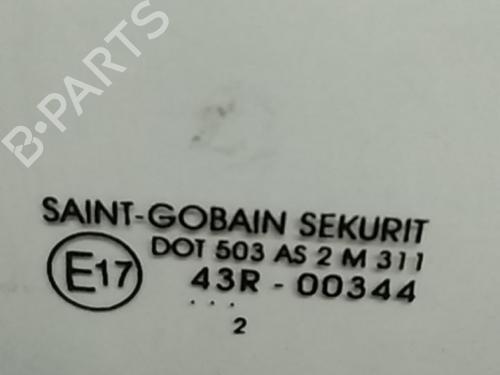 B-PARTS
SAINT-GOBAIN SEKURIT
DOT 503 AS 2 M 311
E17
43R - 00344
...
2